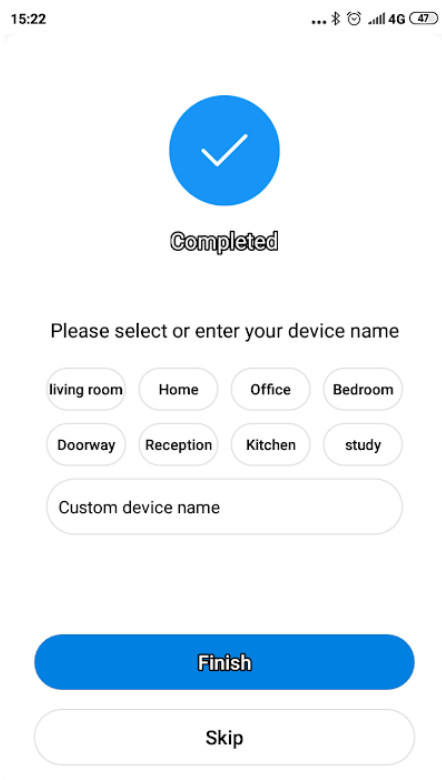 15:22 ... 4G 47
Completed
Please select or enter your device name
living room Home Office Bedroom
Doorway Reception Kitchen study
Custom device name
Finish
Skip